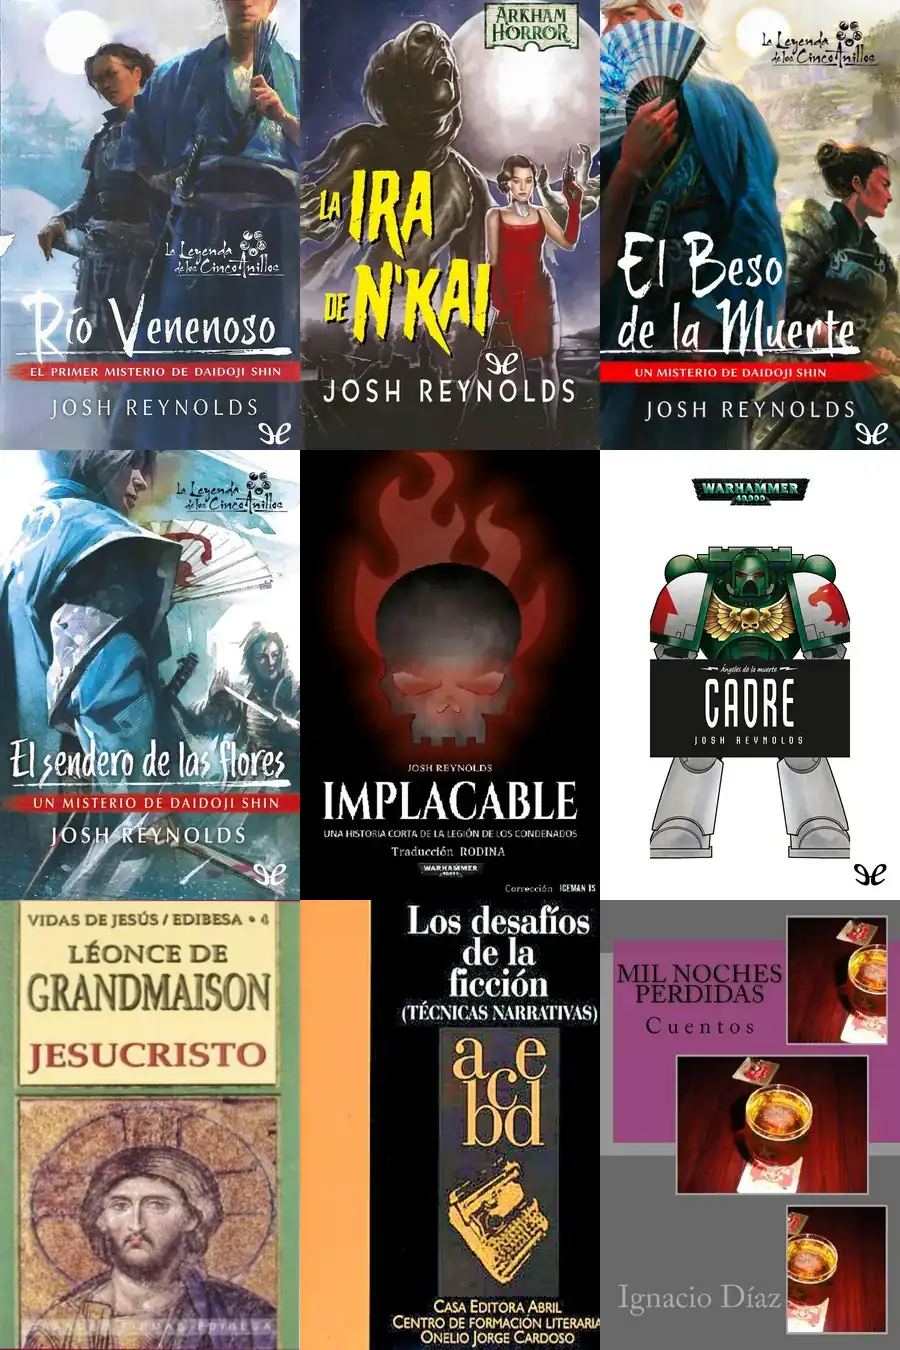 La Leyenda
de los Cinco Anillos
Río Venenoso
EL PRIMER MISTERIO DE DAIDOJI SHIN
JOSH REYNOLDS
ARKHAM
HORROR
LA IRA
DE N'KAI
JOSH REYNOLDS
La Leyenda
de los Cinco Anillos
El Beso
de la Muerte
UN MISTERIO DE DAIDOJI SHIN
JOSH REYNOLDS
La Leyenda
de los Cinco Anillos
El sendero de las flores
UN MISTERIO DE DAIDOJI SHIN
JOSH REYNOLDS
JOSH REYNOLDS
IMPLACABLE
UNA HISTORIA CORTA DE LA LEGIÓN DE LOS CONDENADOS
Traducción RODINA
WARHAMMER
40,000
Corrección ICEMAN TS
WARHAMMER
40,000
Ángeles de la muerte
CADRE
JOSH REYNOLDS
VIDAS DE JESÚS / EDIBESA • 4
LÉONCE DE
GRANDMAISON
JESUCRISTO
GRANDES FIRMAS EDIBESA
Los desafíos
de la
ficción
(TÉCNICAS NARRATIVAS)
a e
c
b d
CASA EDITORA ABRIL
CENTRO DE FORMACIÓN LITERARIA
ONELIO JORGE CARDOSO
MIL NOCHES
PERDIDAS
Cuentos
Ignacio Díaz